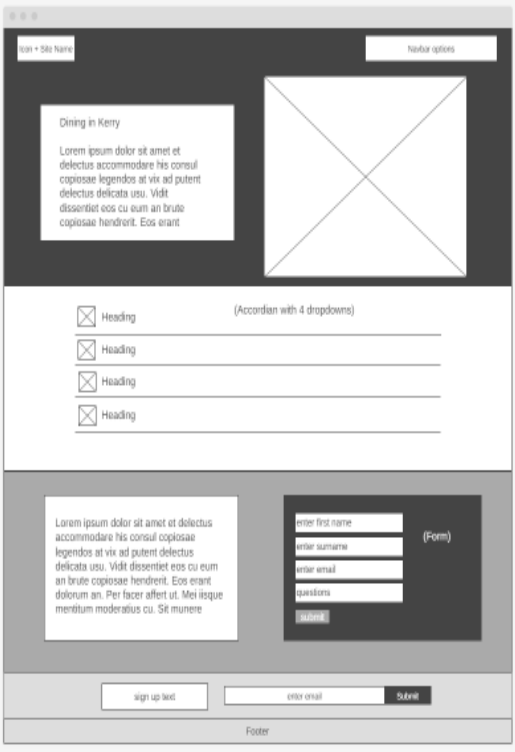 Icon + Site Name
Navbar options
Dining in Kerry
Lorem ipsum dolor sit amet et
delectus accommodare his consul
copiosae legendos at vix ad putent
delectus delicata usu. Vidit
dissentiet eos cu eum an brute
copiosae hendrerit. Eos erant
(Accordian with 4 dropdowns)
Heading
Heading
Heading
Heading
Lorem ipsum dolor sit amet et delectus
accommodare his consul copiosae
legendos at vix ad putent delectus
delicata usu. Vidit dissentiet eos cu eum
an brute copiosae hendrerit. Eos erant
dolorum an. Per facer affert ut. Mei iisque
mentitum moderatius cu. Sit munere
enter first name
enter surname
enter email
questions
submit
(Form)
sign up text
enter email
Submit
Footer